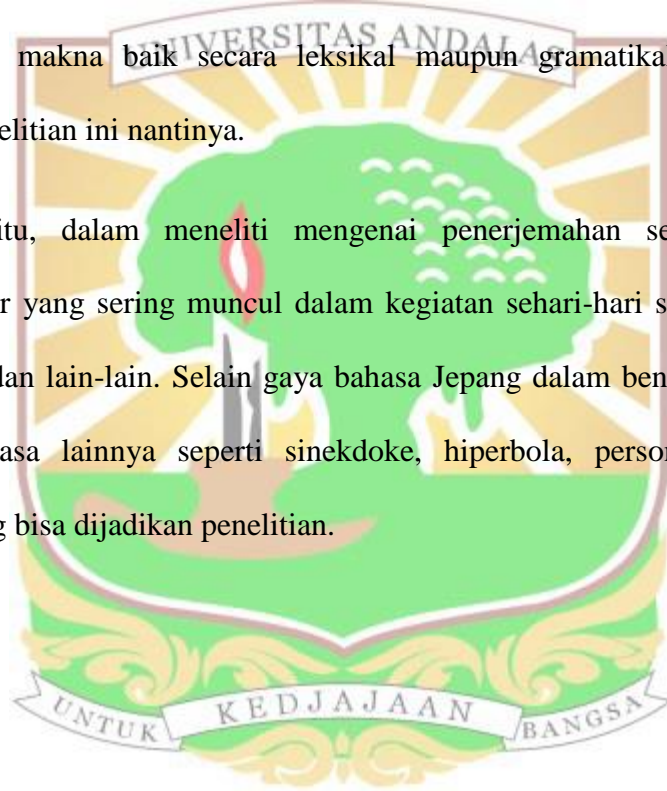 UNIVERSITAS ANDALAS
makna baik secara leksikal maupun gramatika
elitian ini nantinya.
itu, dalam meneliti mengenai penerjemahan se
r yang sering muncul dalam kegiatan sehari-hari s
dan lain-lain. Selain gaya bahasa Jepang dalam ben
asa lainnya seperti sinekdoke, hiperbola, person
g bisa dijadikan penelitian.
UNTUK KEDJAJAAN BANGSA